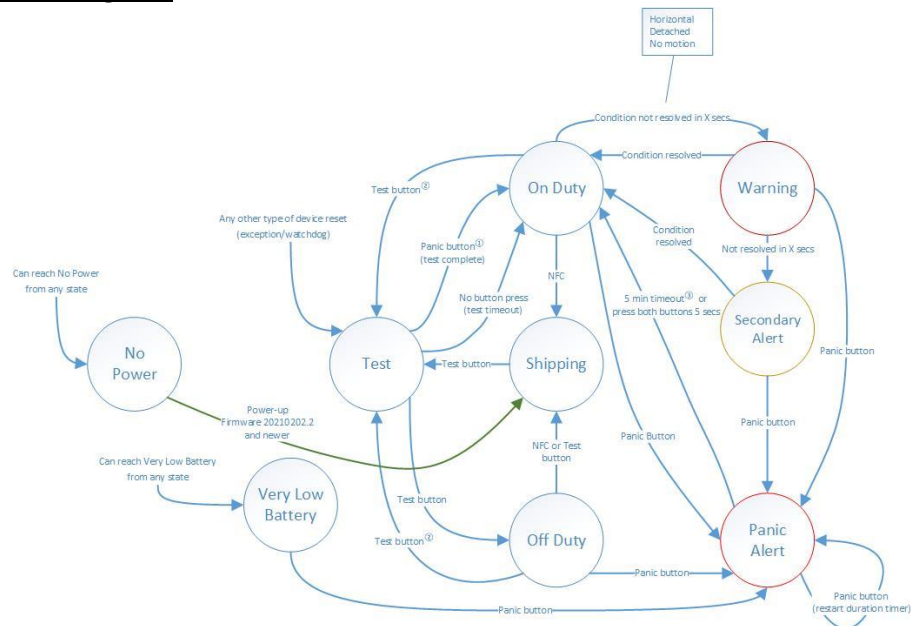 Horizontal
Detached
No motion
Condition not resolved in X secs
Condition resolved
On Duty
Warning
Test button②
Any other type of device reset
(exception/watchdog)
Panic button①
(test complete)
Condition
resolved
Not resolved in X secs
Can reach No Power
from any state
NFC
No button press
(test timeout)
5 min timeout③ or
press both buttons 5 secs
Secondary
Alert
No
Power
Test
Test button
Shipping
Panic button
Power-up
Firmware 20210202.2
and newer
Panic Button
Panic button
NFC or Test
button
Can reach Very Low Battery
from any state
Very Low
Battery
Test button
Test button②
Off Duty
Panic
Alert
Panic button
Panic button
Panic button
(restart duration timer)